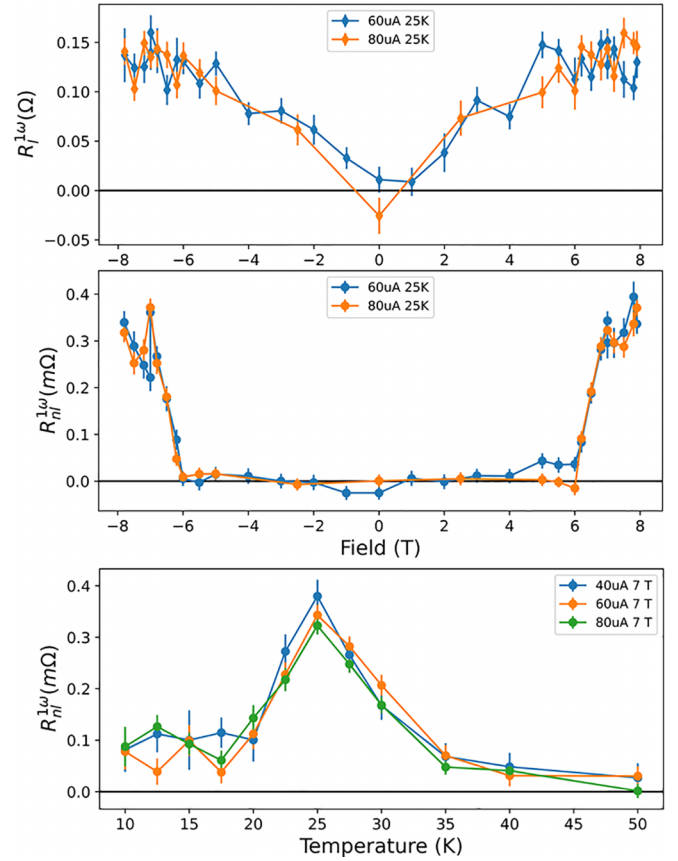 60uA 25K
80uA 25K
R_l^{1ω}(Ω)
0.15
0.10
0.05
0.00
−0.05
−8 −6 −4 −2 0 2 4 6 8
60uA 25K
80uA 25K
R_{nl}^{1ω}(mΩ)
0.4
0.3
0.2
0.1
0.0
−8 −6 −4 −2 0 2 4 6 8
Field (T)
40uA 7 T
60uA 7 T
80uA 7 T
R_{nl}^{1ω}(mΩ)
0.4
0.3
0.2
0.1
0.0
10 15 20 25 30 35 40 45 50
Temperature (K)